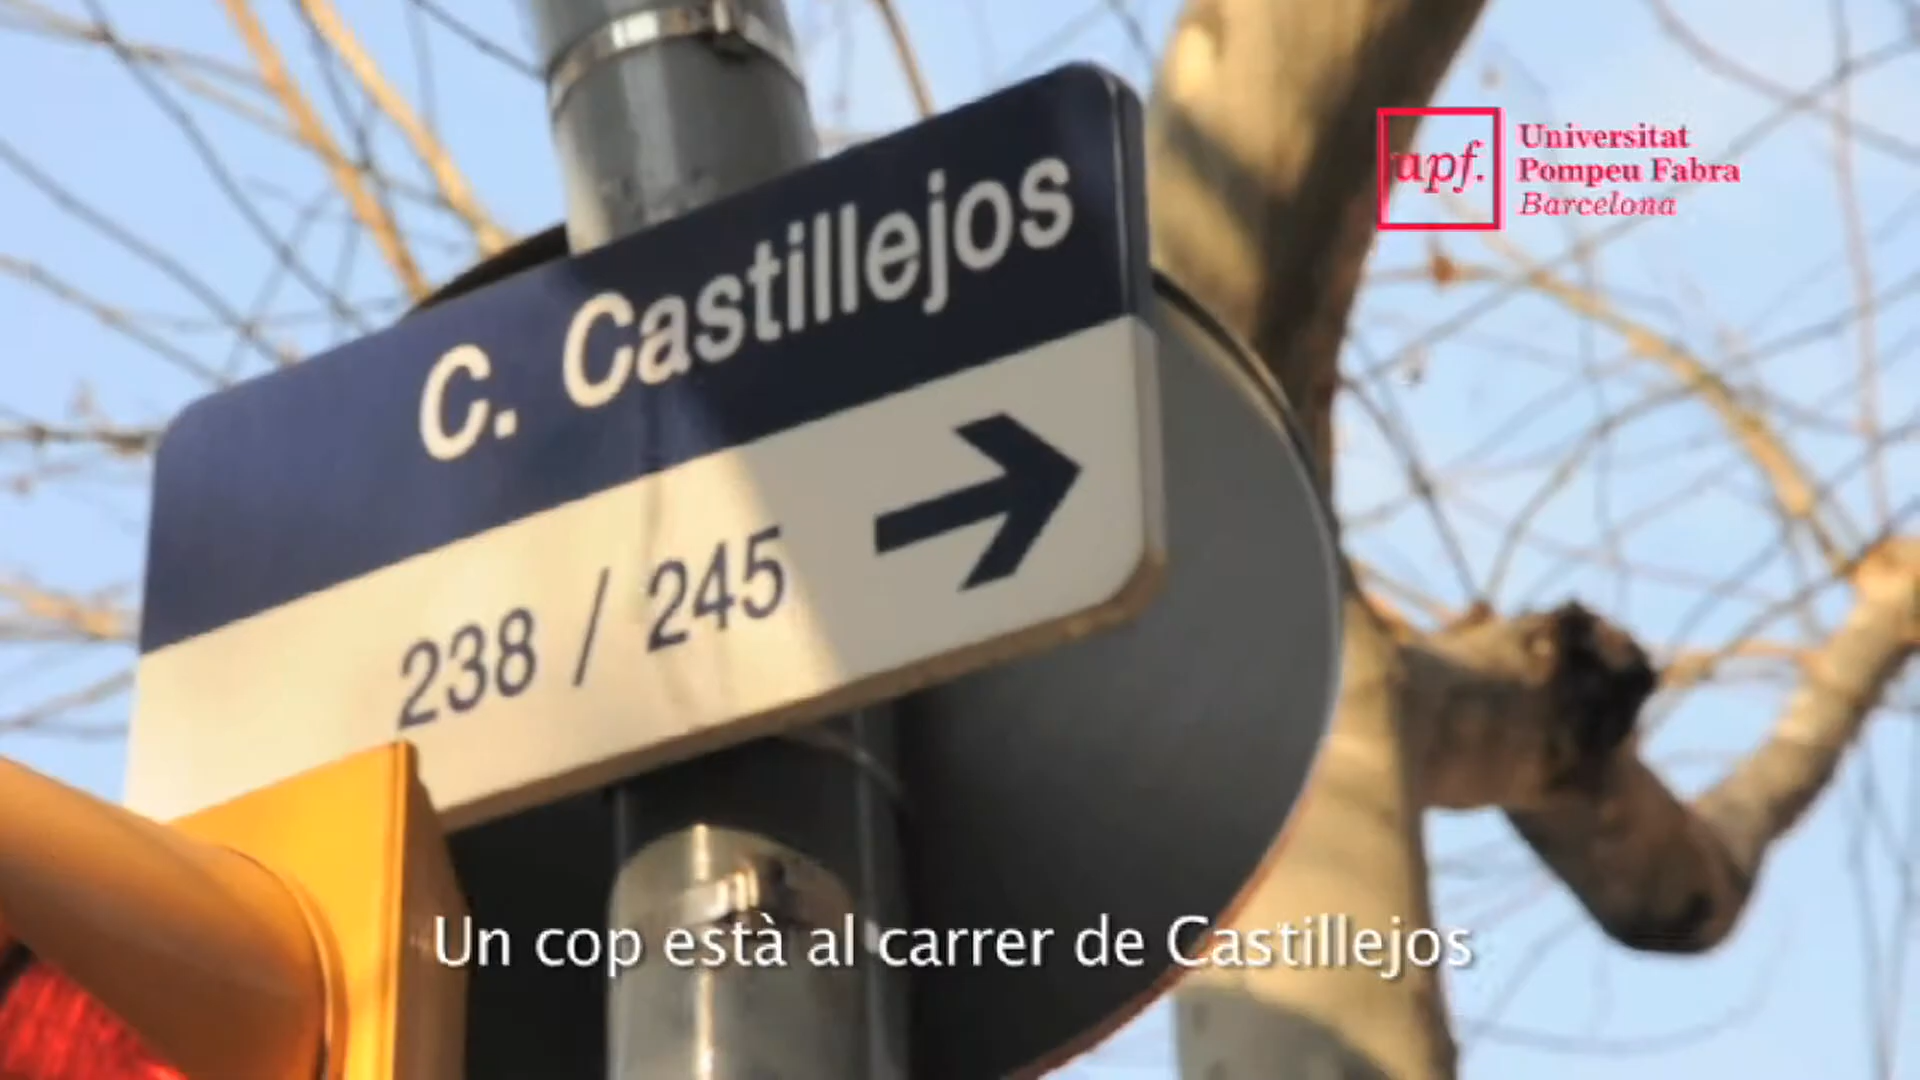 upf.
Universitat
Pompeu Fabra
Barcelona
C. Castillejos
238 / 245
Un cop està al carrer de Castillejos